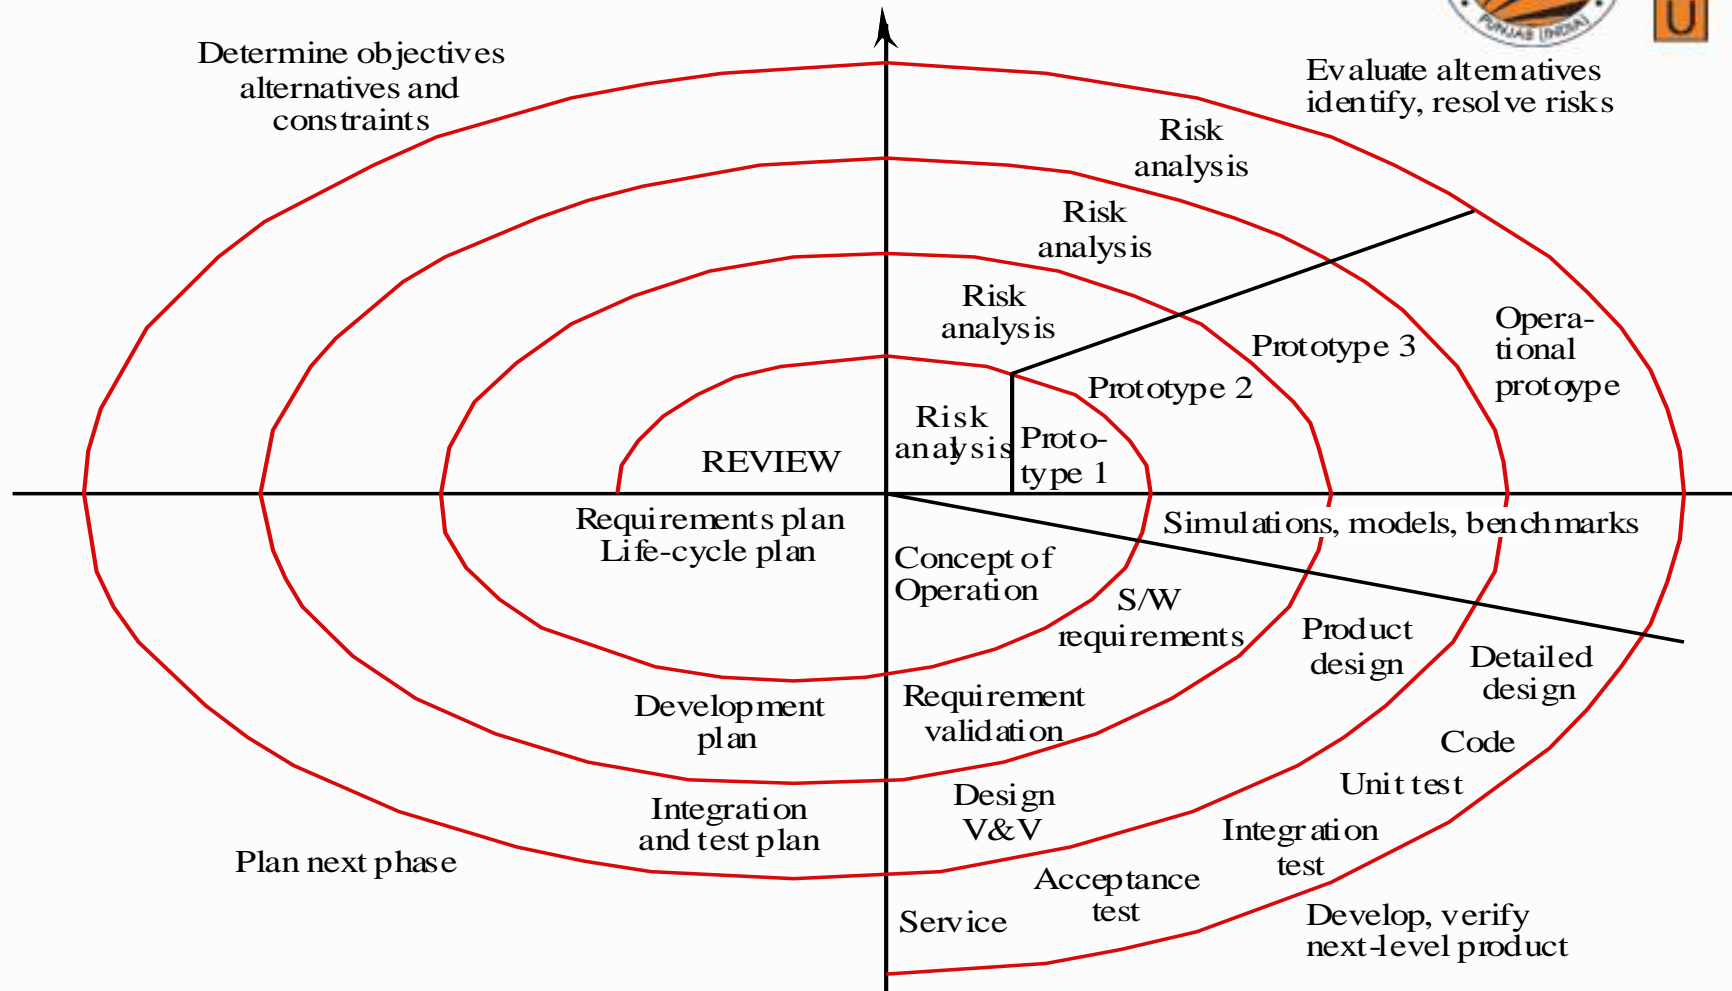 PUNJAB (INDIA)
U
Determine objectives
alternatives and
constraints
Evaluate alternatives
identify, resolve risks
Risk
analysis
Risk
analysis
Risk
analysis
Risk
analysis
Proto-
type 1
Prototype 2
Prototype 3
Opera-
tional
protoype
REVIEW
Requirements plan
Life-cycle plan
Simulations, models, benchmarks
Concept of
Operation
S/W
requirements
Product
design
Detailed
design
Development
plan
Requirement
validation
Code
Unit test
Integration
and test plan
Design
V&V
Integration
test
Plan next phase
Acceptance
test
Service
Develop, verify
next-level product